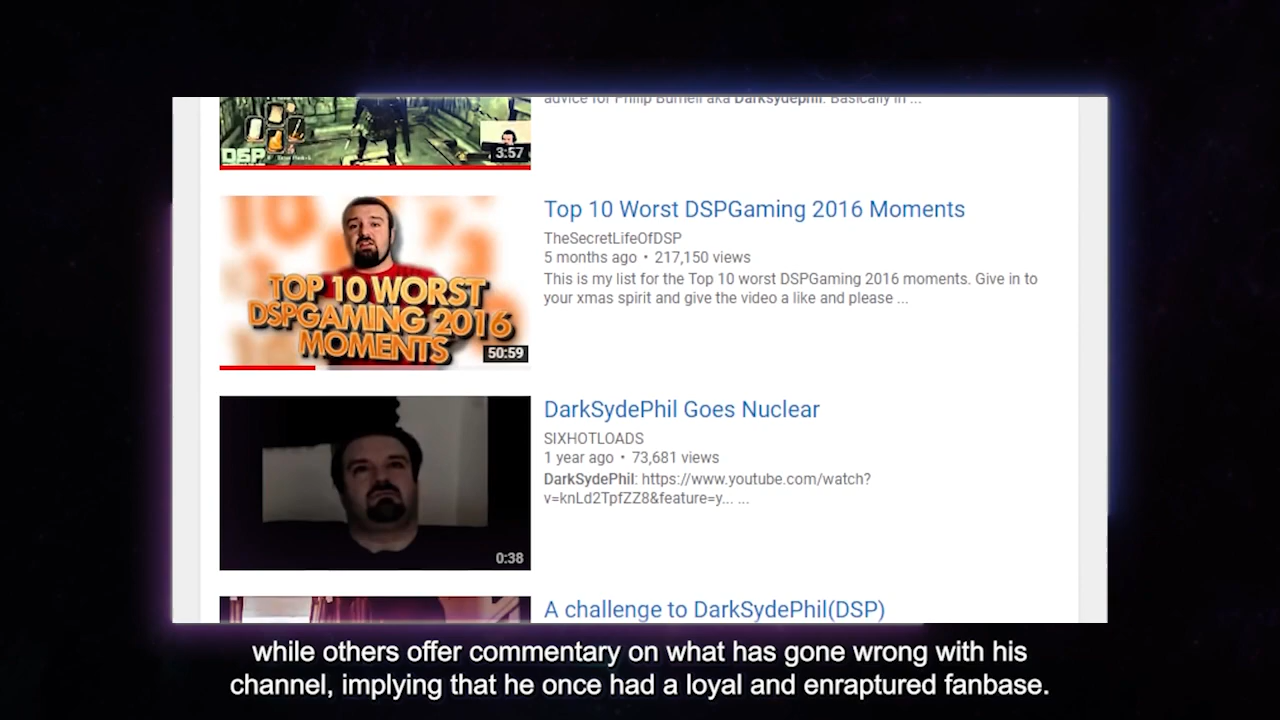 advice for Philip Burnell aka Darksydephil. Basically in ...
DSP
3:57
TOP 10 WORST
DSPGAMING 2016
MOMENTS
50:59
Top 10 Worst DSPGaming 2016 Moments
TheSecretLifeOfDSP
5 months ago • 217,150 views
This is my list for the Top 10 worst DSPGaming 2016 moments. Give in to
your xmas spirit and give the video a like and please ...
0:38
DarkSydePhil Goes Nuclear
SIXHOTLOADS
1 year ago • 73,681 views
DarkSydePhil: https://www.youtube.com/watch?
v=knLd2TpfZZ8&feature=y... ...
A challenge to DarkSydePhil(DSP)
while others offer commentary on what has gone wrong with his
channel, implying that he once had a loyal and enraptured fanbase.